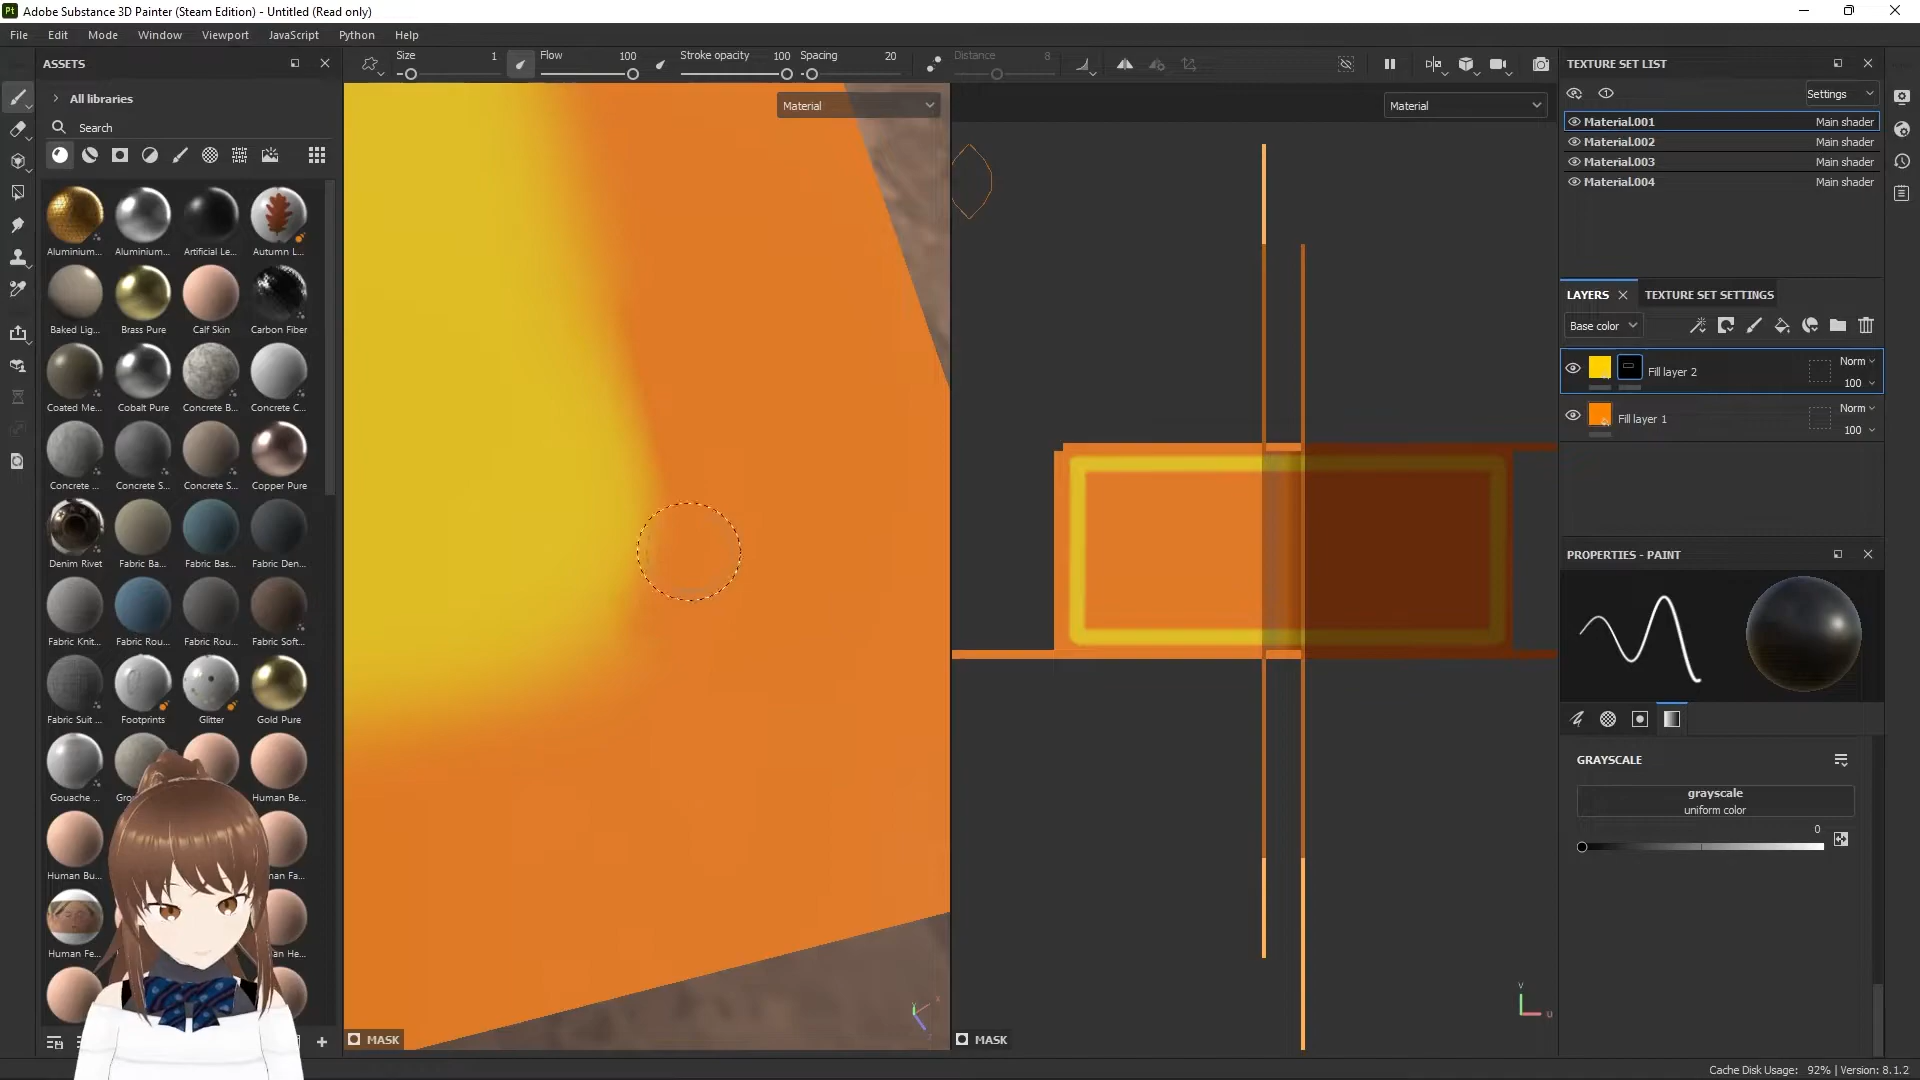 Pt Adobe Substance 3D Painter (Steam Edition) - Untitled (Read only)
File Edit Mode Window Viewport JavaScript Python Help
ASSETS
Size 1 Flow 100 Stroke opacity 100 Spacing 20 Distance 8
All libraries
Search
Aluminium... Aluminium... Artificial Le... Autumn L...
Baked Lig... Brass Pure Calf Skin Carbon Fiber
Coated Me... Cobalt Pure Concrete B... Concrete C...
Concrete ... Concrete S... Concrete S... Copper Pure
Denim Rivet Fabric Ba... Fabric Bas... Fabric Den...
Fabric Knit... Fabric Rou... Fabric Rou... Fabric Soft...
Fabric Suit ... Footprints Glitter Gold Pure
Gouache ... Gro Human Be...
Human Bu... man Fa...
Human Fe... man He...
Material
Material
MASK
MASK
V
U
TEXTURE SET LIST
Settings
Material.001 Main shader
Material.002 Main shader
Material.003 Main shader
Material.004 Main shader
LAYERS TEXTURE SET SETTINGS
Base color
Fill layer 2 Norm
100
Fill layer 1 Norm
100
PROPERTIES - PAINT
GRAYSCALE
grayscale
uniform color
0
Cache Disk Usage: 92% | Version: 8.1.2